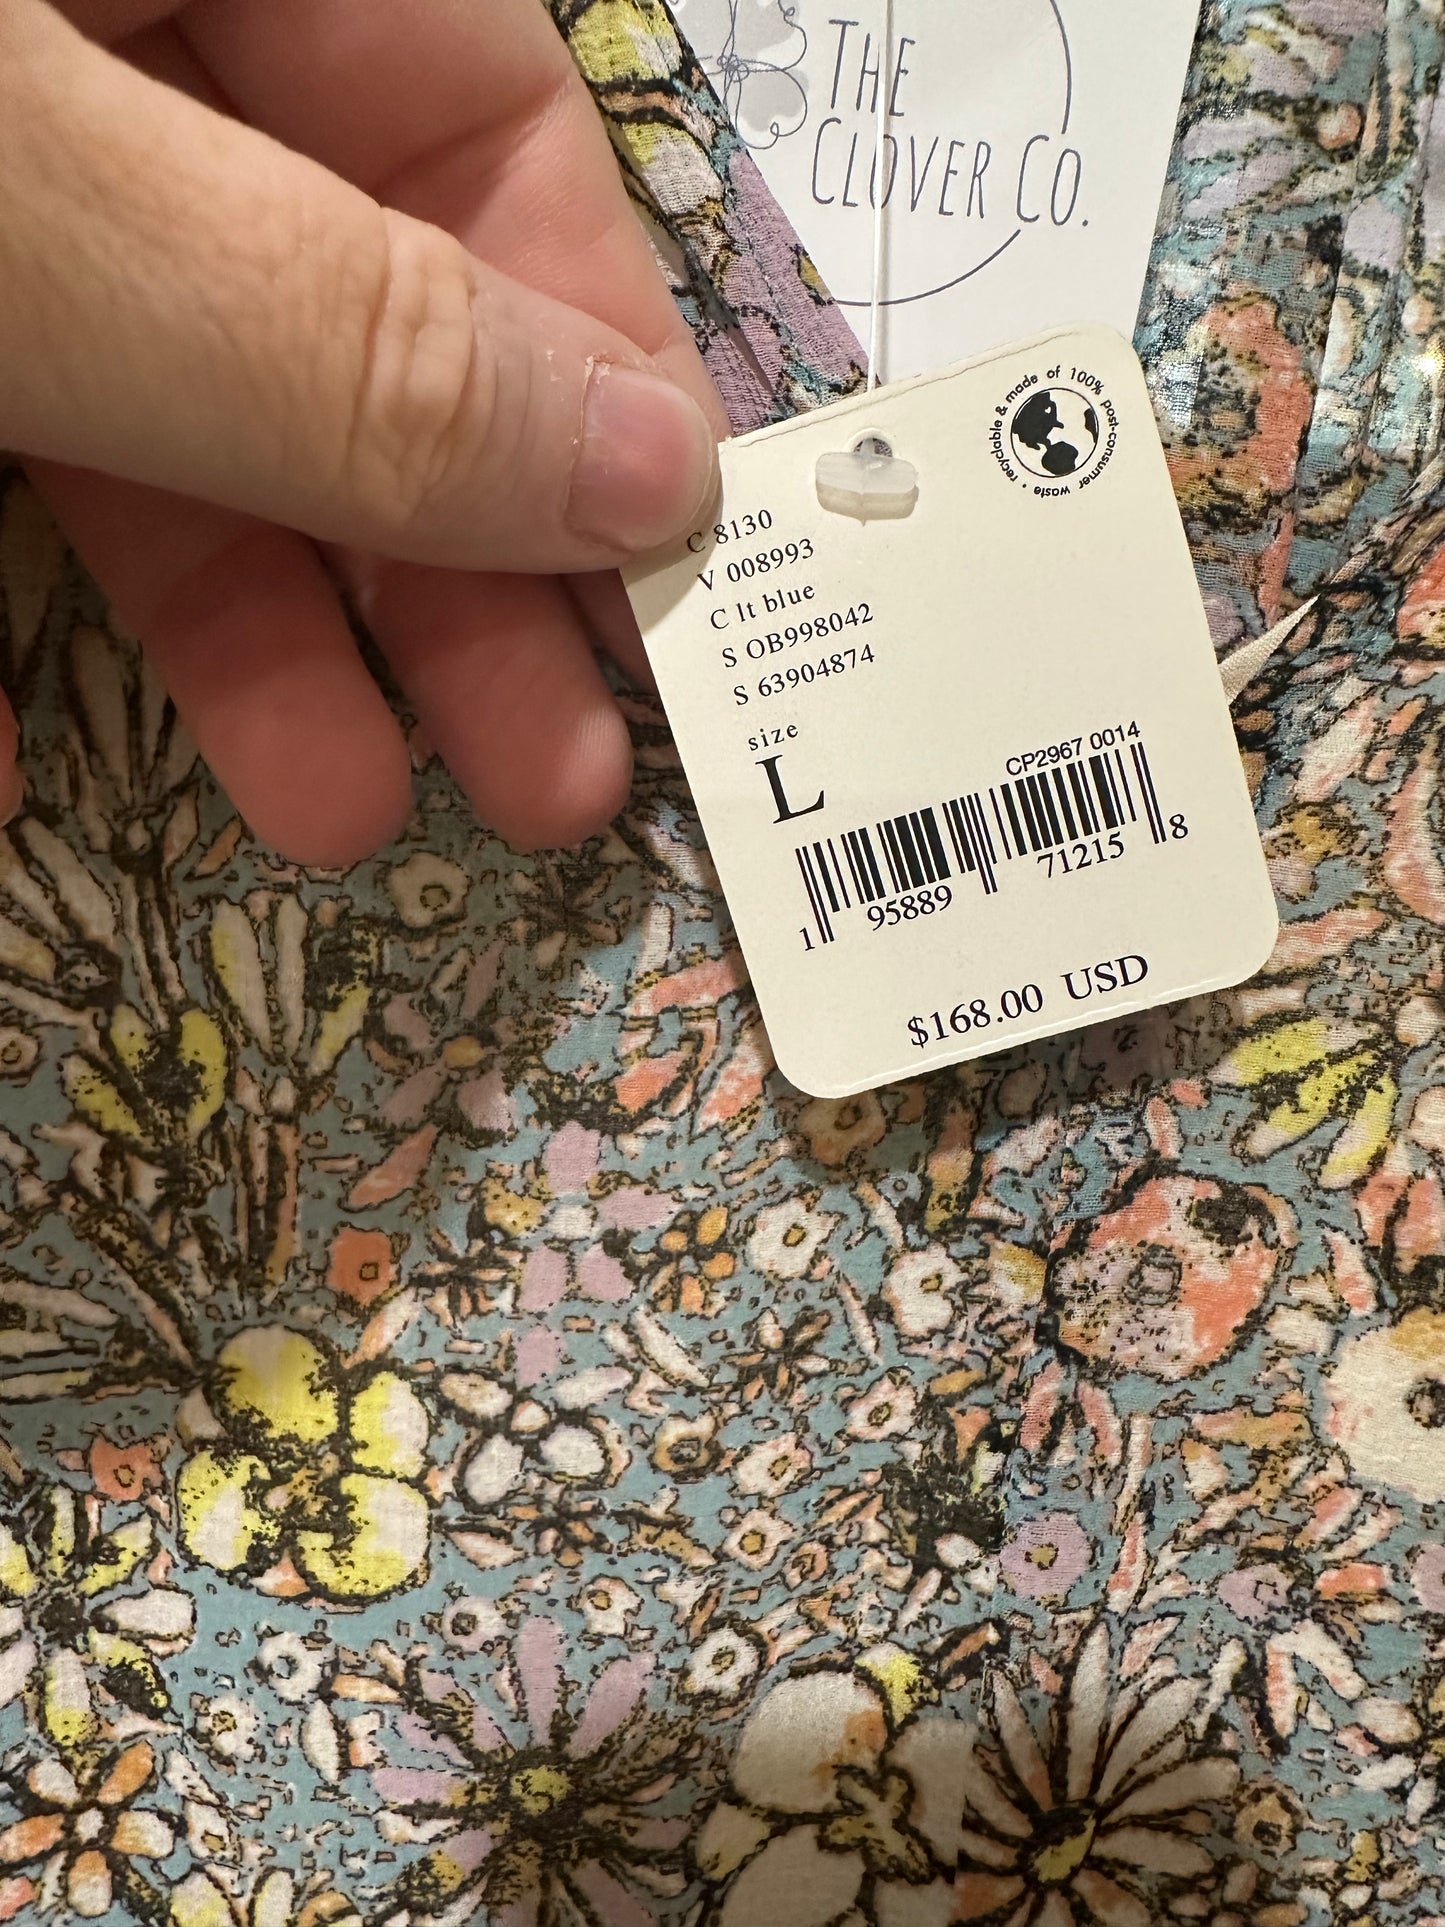 THE
CLOVER CO.
recyclable & made of 100% post-consumer waste •
C 8130
V 008993
C lt blue
S OB998042
S 63904874
size
L
CP2967 0014
1 95889 71215 8
$168.00 USD